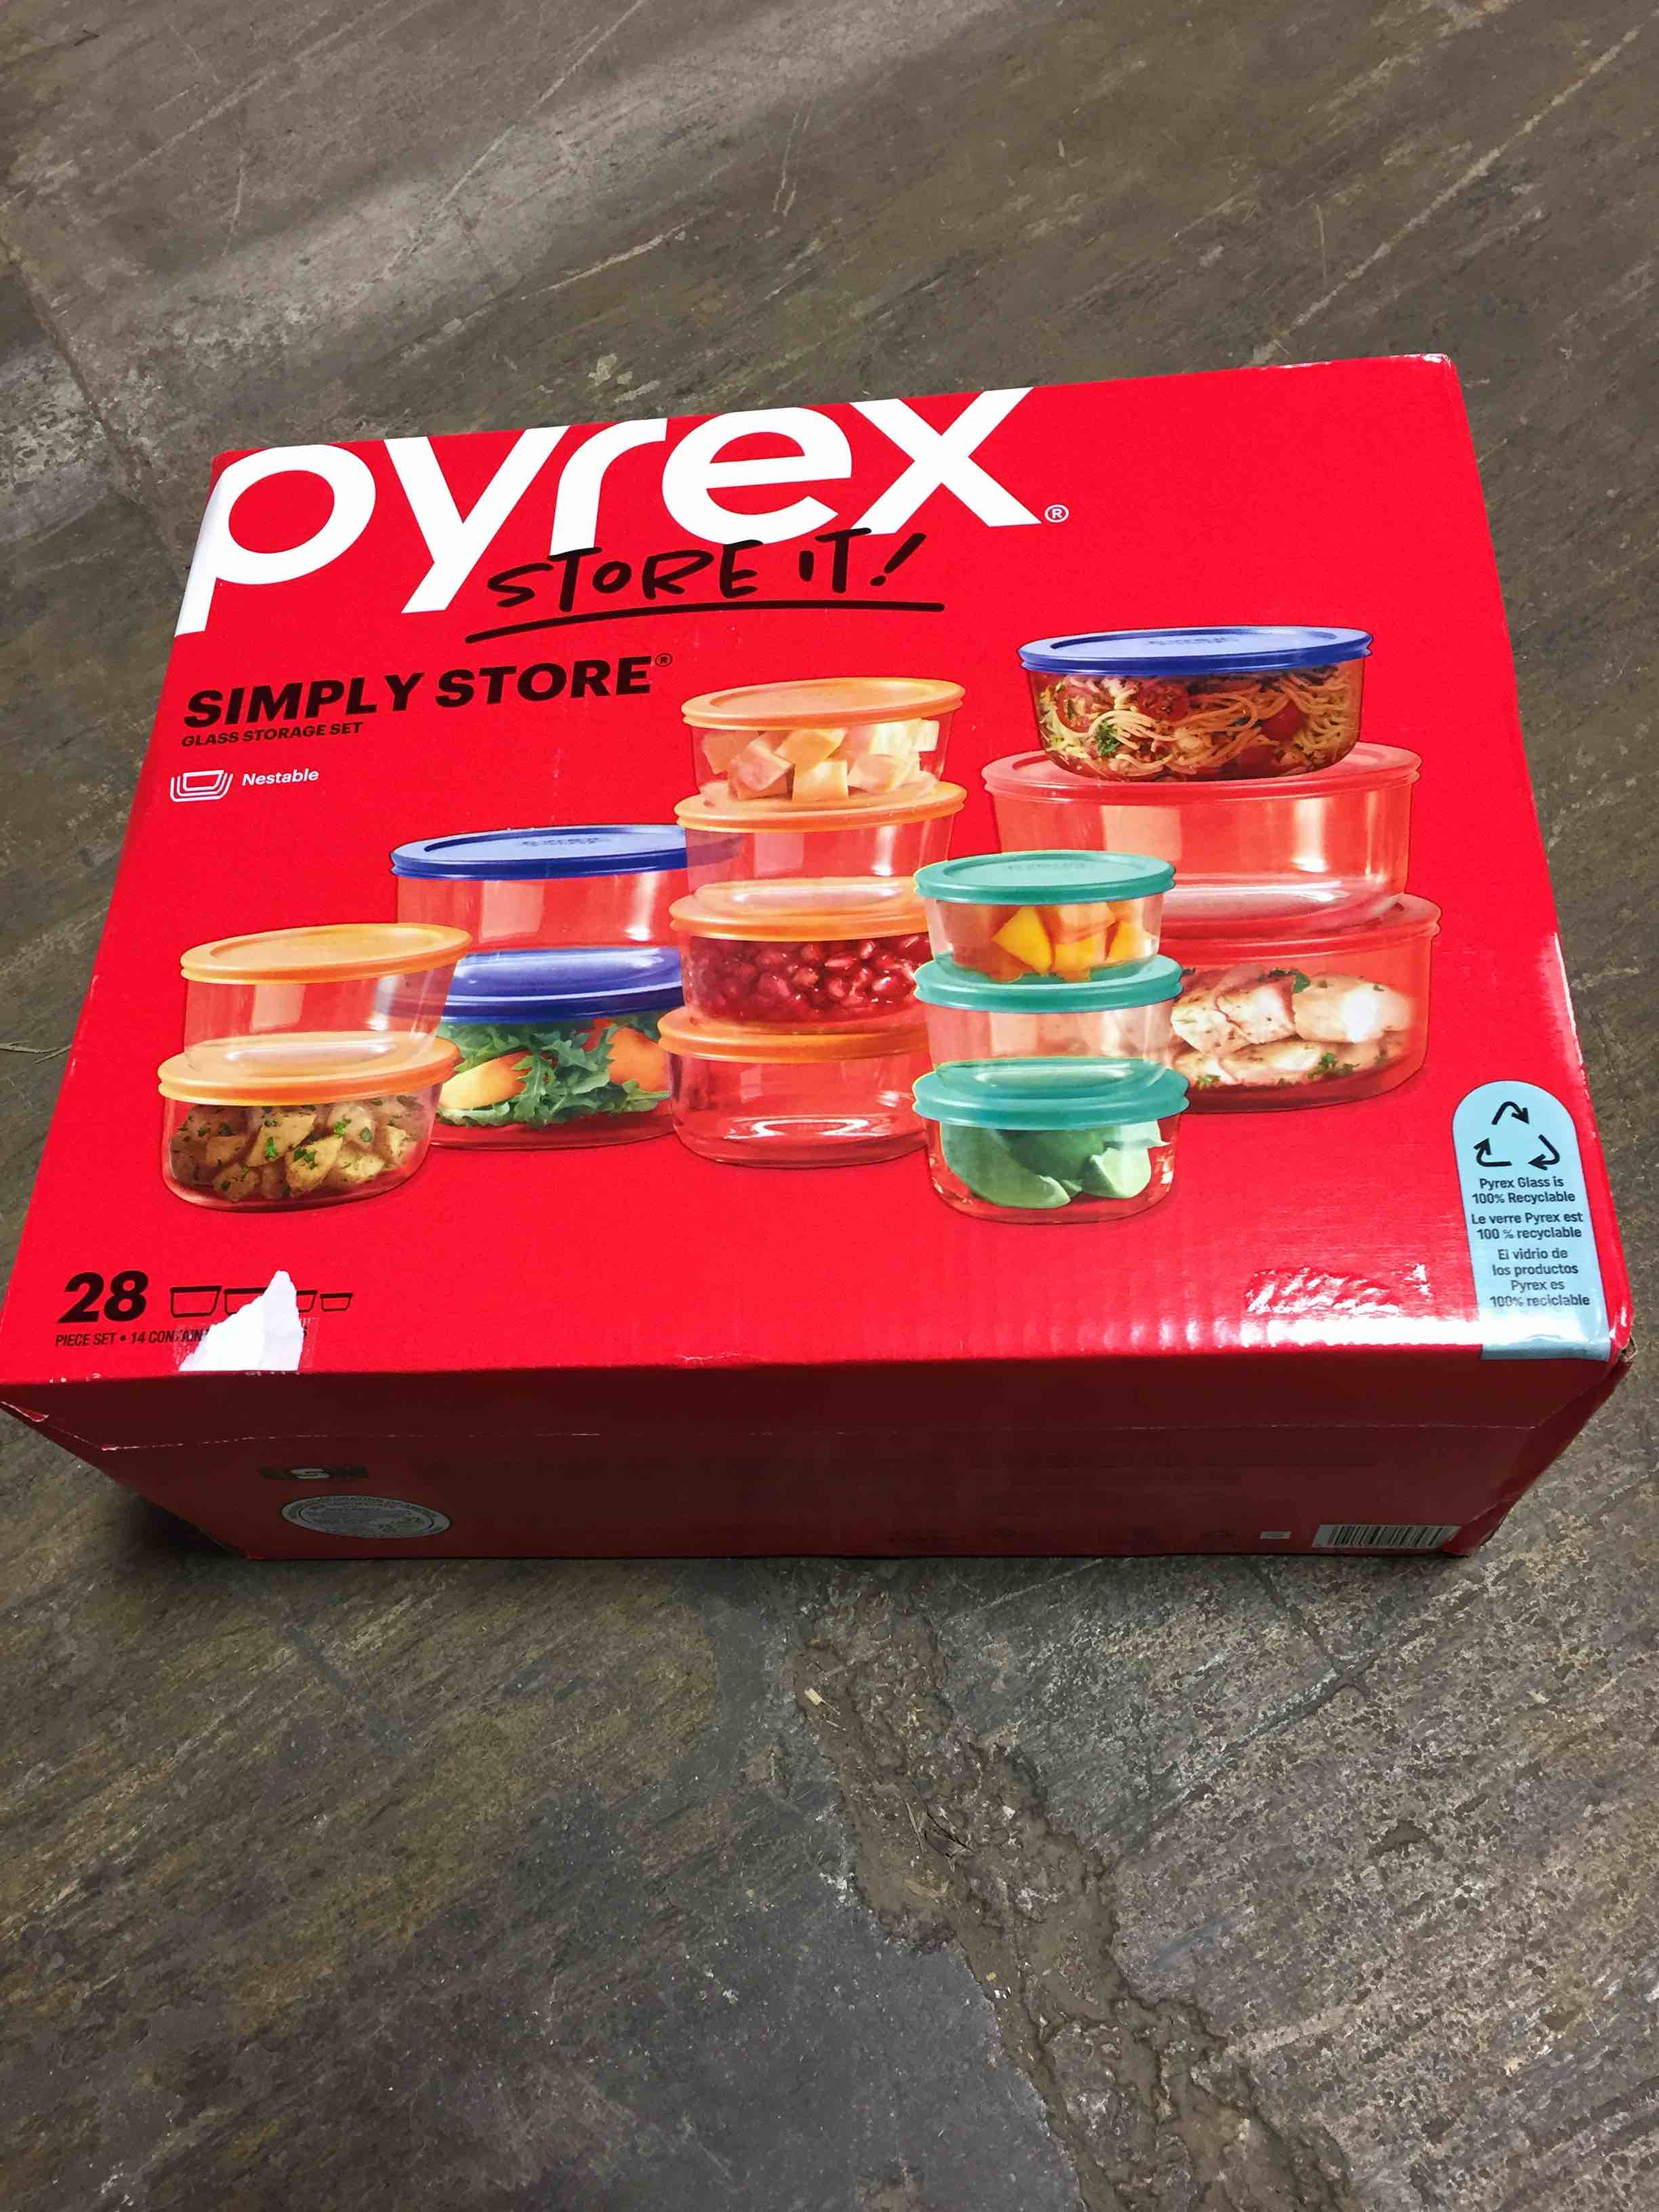 pyrex®
STORE IT!
SIMPLY STORE®
GLASS STORAGE SET
Nestable
Pyrex Glass is
100% Recyclable
Le verre Pyrex est
100 % recyclable
El vidrio de
los productos
Pyrex es
100% reciclable
28
PIECE SET • 14